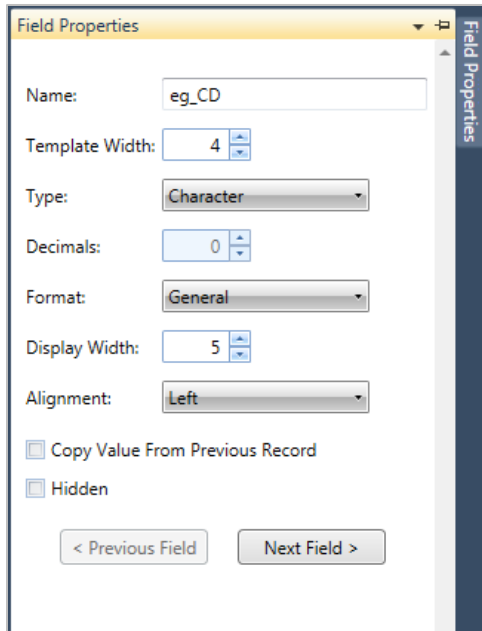 Field Properties
Field Properties
Name: eg_CD
Template Width: 4
Type: Character
Decimals: 0
Format: General
Display Width: 5
Alignment: Left
Copy Value From Previous Record
Hidden
< Previous Field Next Field >